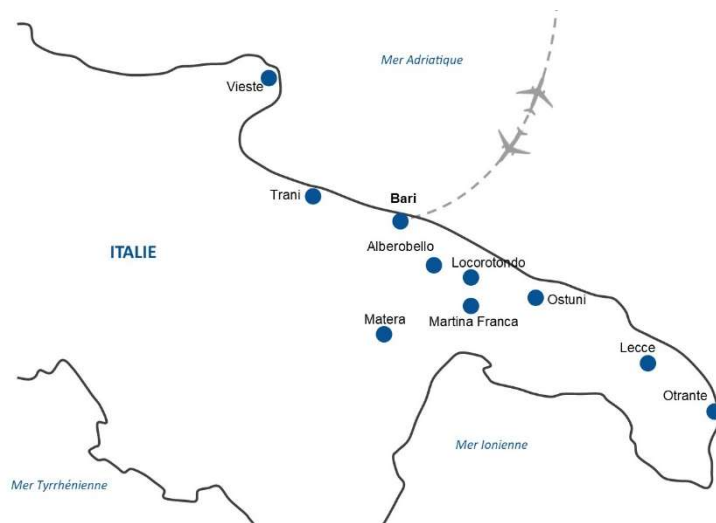 Mer Adriatique
Vieste
Trani
Bari
Alberobello
ITALIE
Locorotondo
Ostuni
Matera
Martina Franca
Lecce
Otrante
Mer Ionienne
Mer Tyrrhénienne